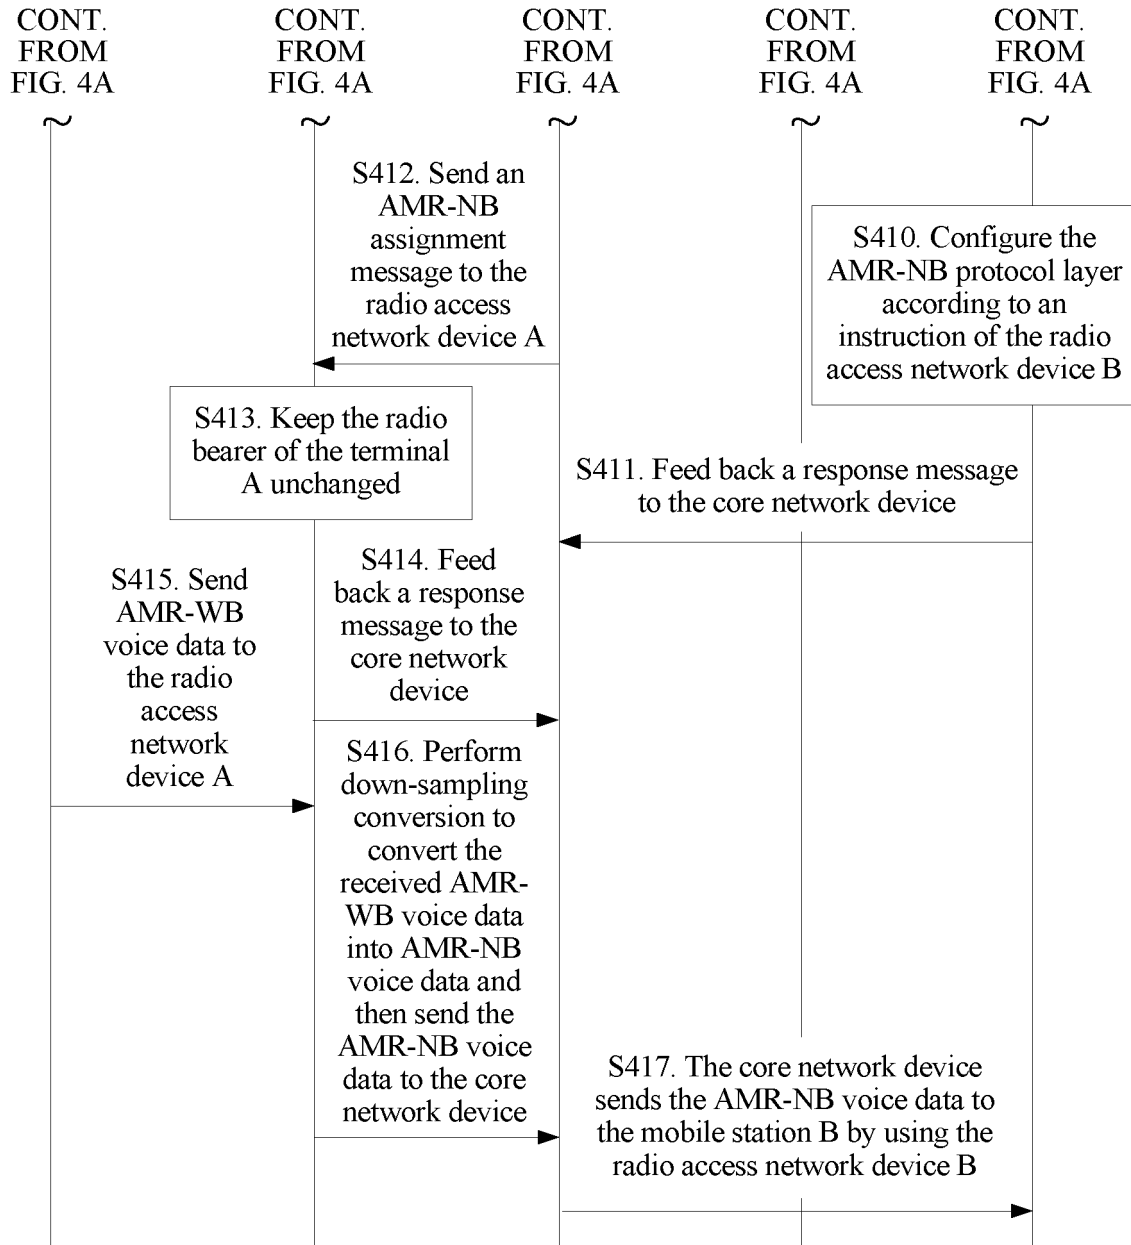 CONT.
FROM
FIG. 4A
CONT.
FROM
FIG. 4A
CONT.
FROM
FIG. 4A
CONT.
FROM
FIG. 4A
CONT.
FROM
FIG. 4A
S412. Send an
AMR-NB
assignment
message to the
radio access
network device A
S410. Configure the
AMR-NB protocol layer
according to an
instruction of the radio
access network device B
S413. Keep the radio
bearer of the terminal
A unchanged
S411. Feed back a response message
to the core network device
S414. Feed
back a response
message to the
core network
device
S415. Send
AMR-WB
voice data to
the radio
access
network
device A
S416. Perform
down-sampling
conversion to
convert the
received AMR-
WB voice data
into AMR-NB
voice data and
then send the
AMR-NB voice
data to the core
network device
S417. The core network device
sends the AMR-NB voice data to
the mobile station B by using the
radio access network device B